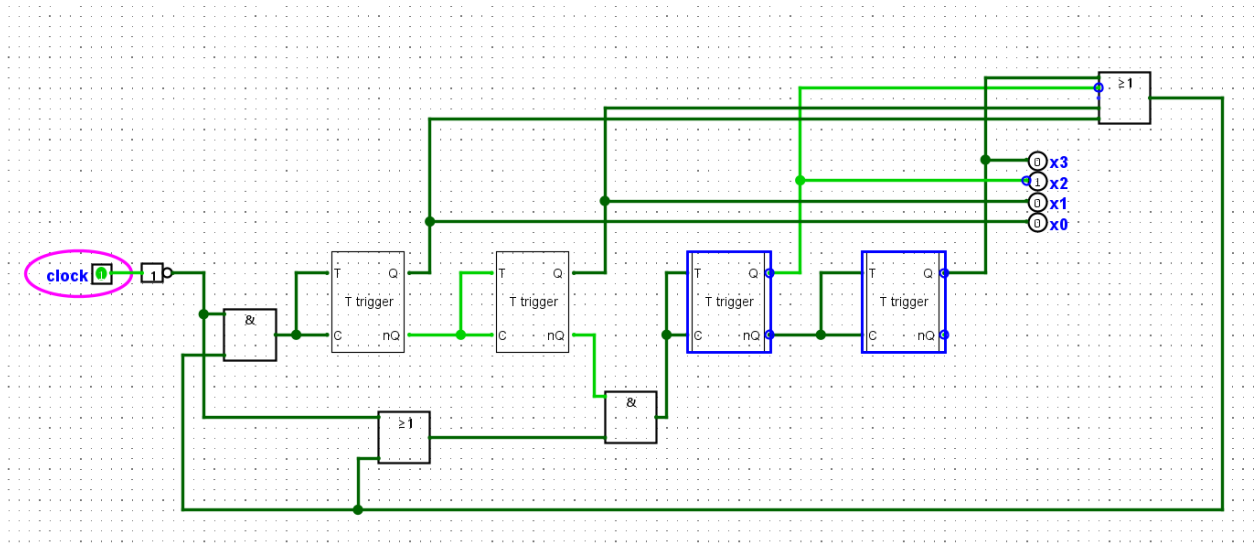 ≥1
0 x3
1 x2
0 x1
0 x0
clock 1 1
T Q T Q T Q T Q
T trigger T trigger T trigger T trigger
&
C nQ C nQ C nQ C nQ
&
≥1